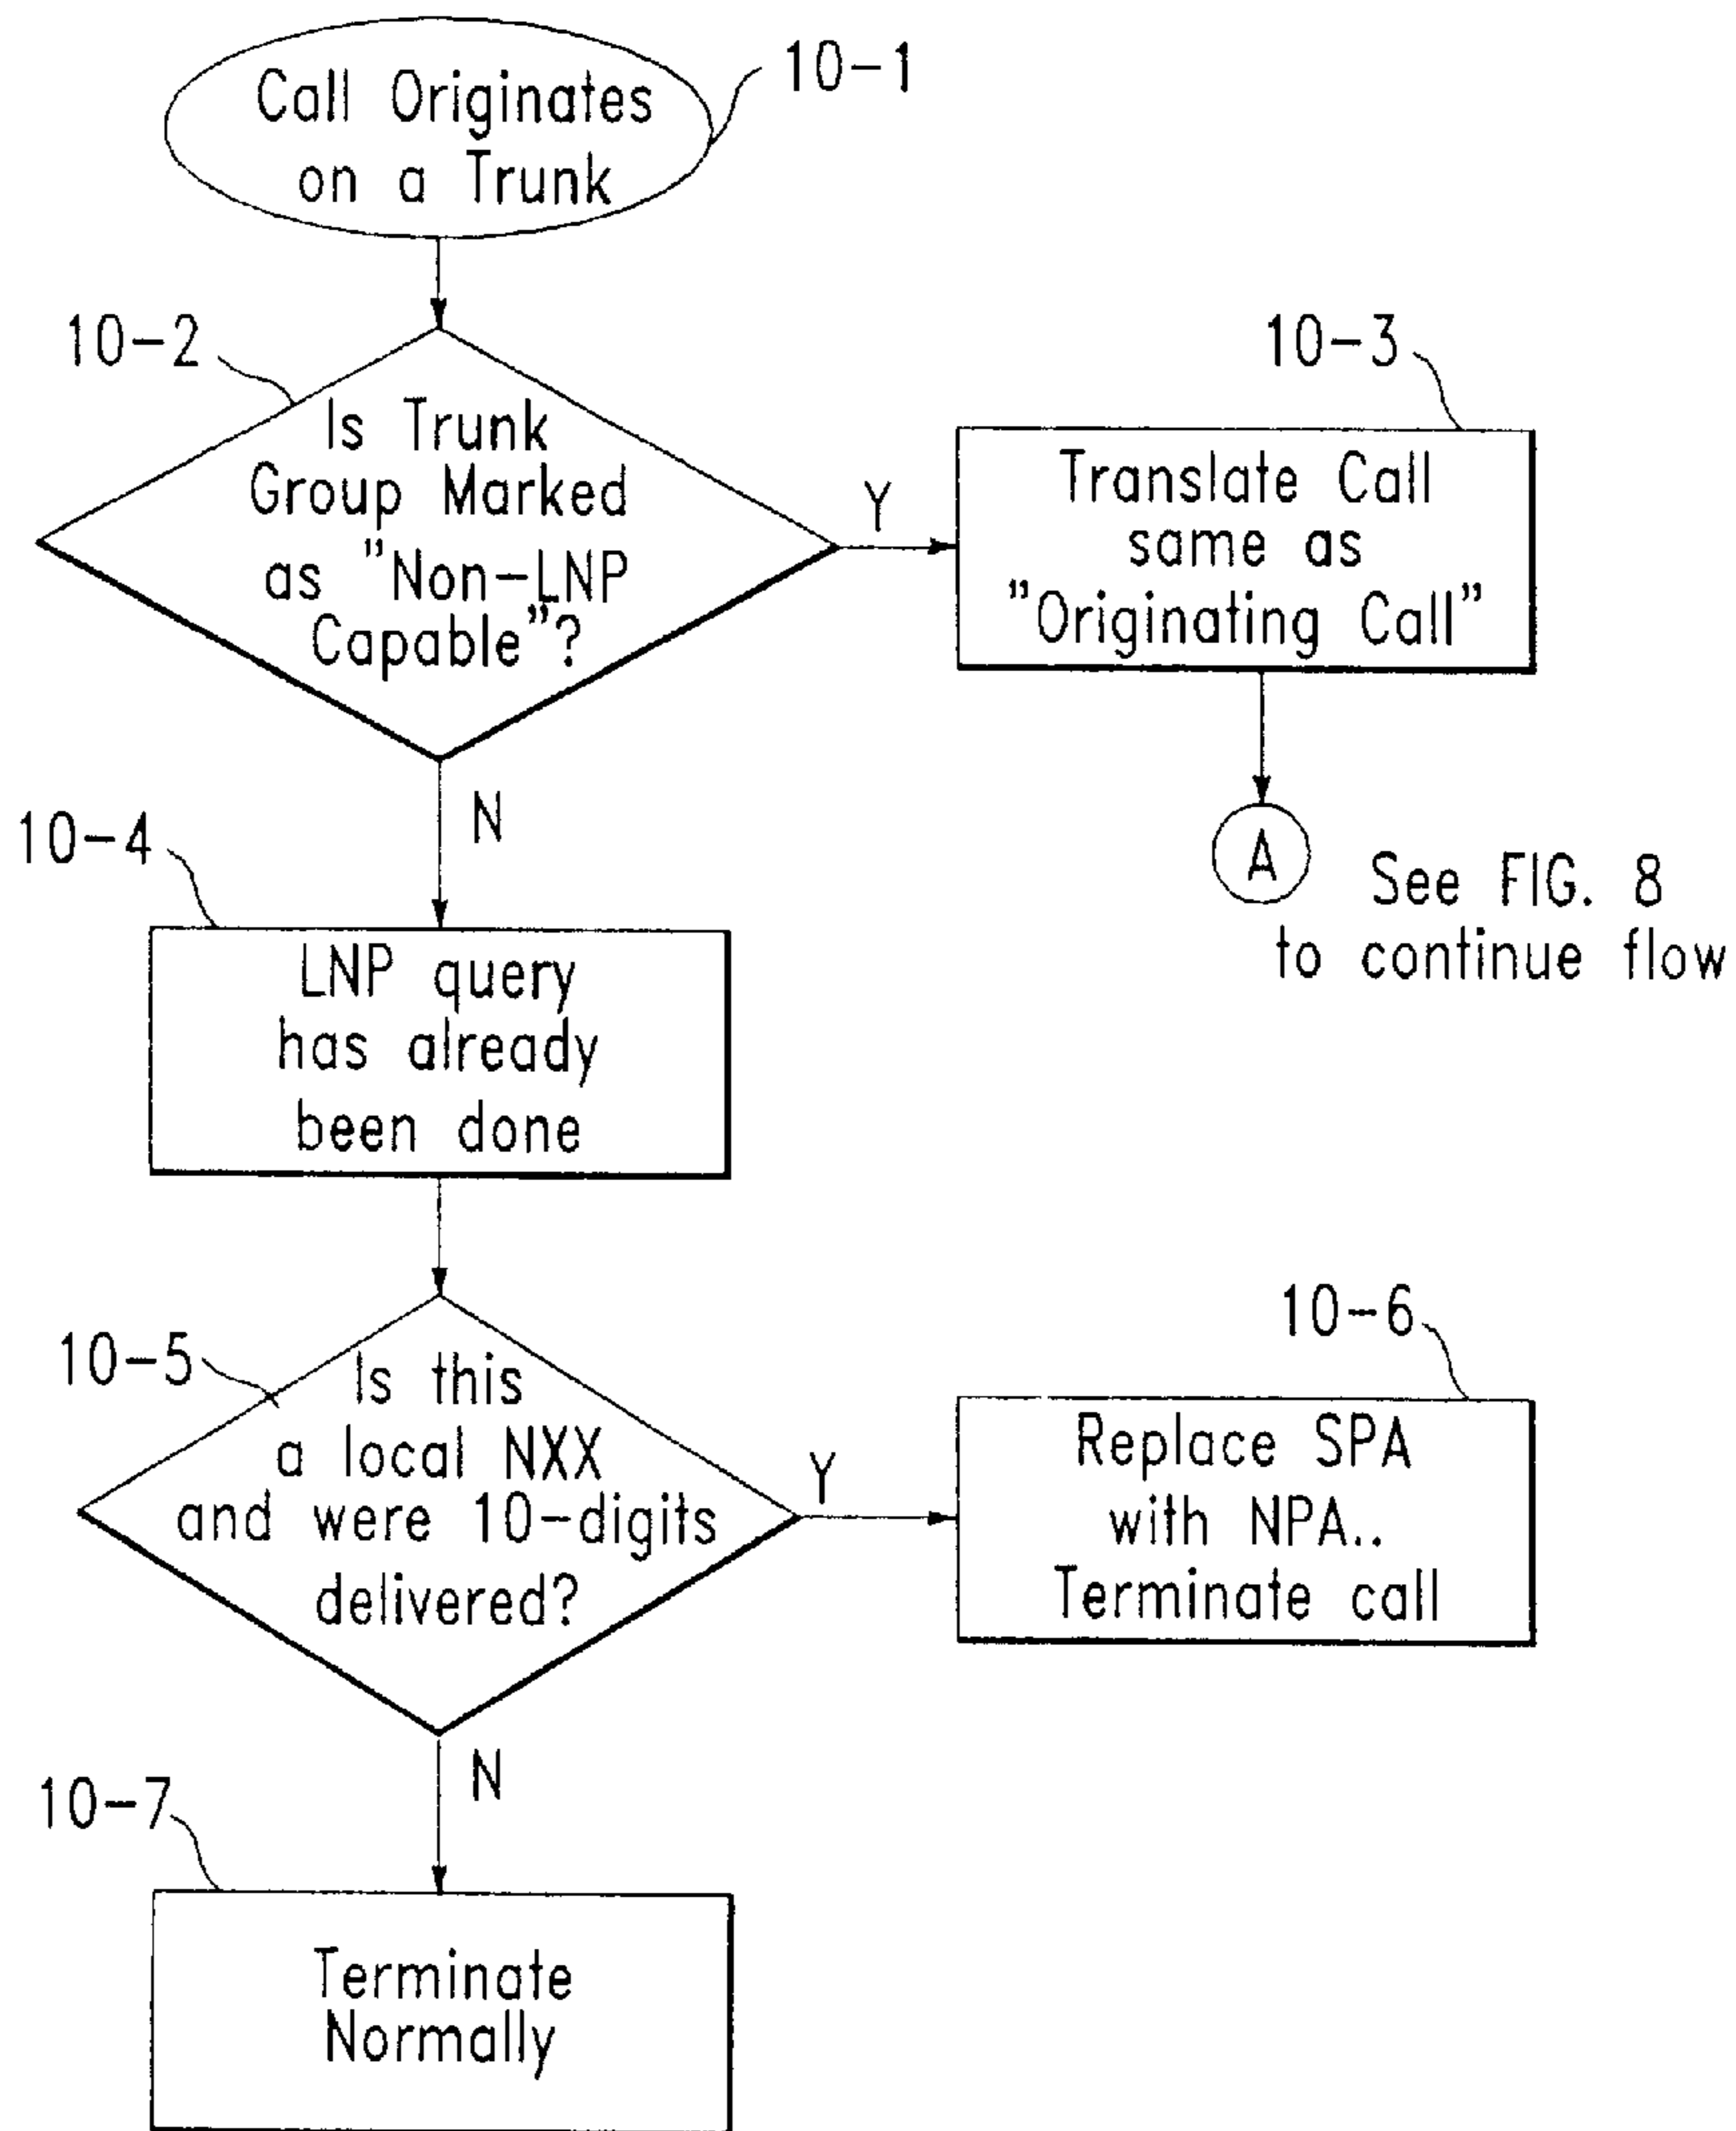 Call Originates
on a Trunk
10-1
10-2
Is Trunk
Group Marked
as "Non-LNP
Capable"?
Y
10-3
Translate Call
same as
"Originating Call"
A
See FIG. 8
to continue flow
N
10-4
LNP query
has already
been done
10-5
Is this
a local NXX
and were 10-digits
delivered?
Y
10-6
Replace SPA
with NPA..
Terminate call
N
10-7
Terminate
Normally